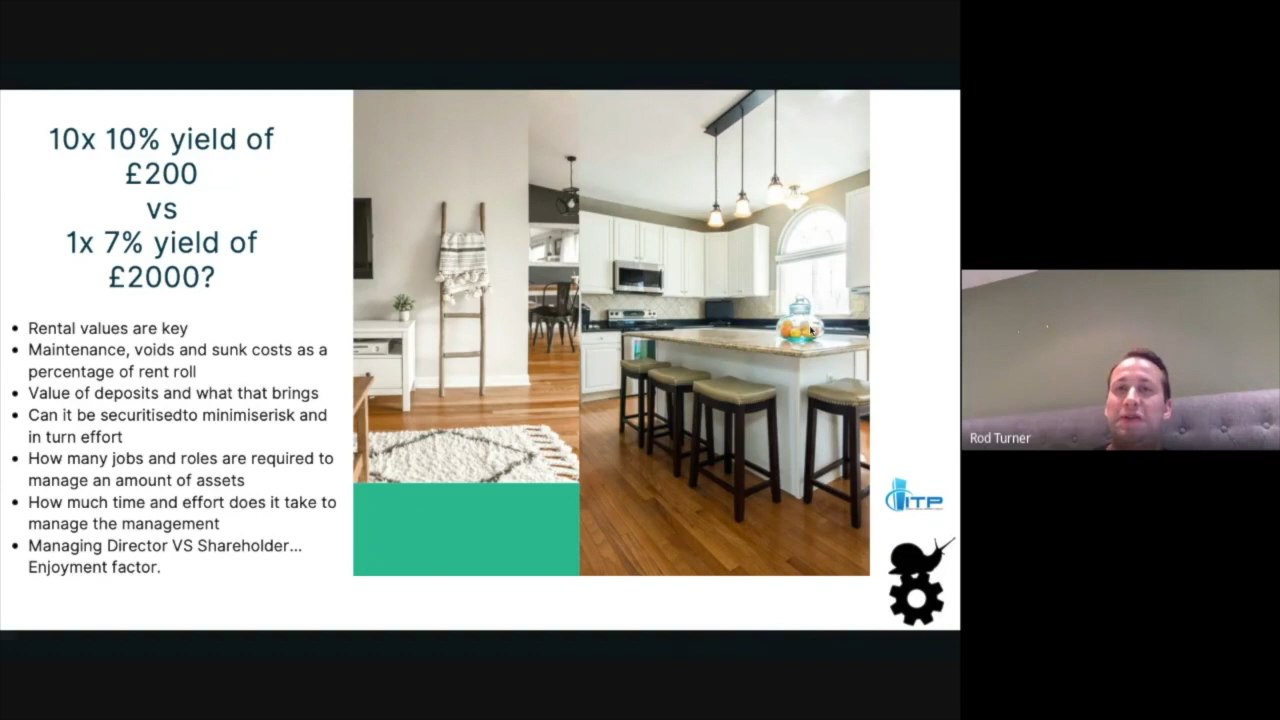 10x 10% yield of
£200
vs
1x 7% yield of
£2000?
• Rental values are key
• Maintenance, voids and sunk costs as a
percentage of rent roll
• Value of deposits and what that brings
• Can it be securitisedto minimiserisk and
in turn effort
• How many jobs and roles are required to
manage an amount of assets
• How much time and effort does it take to
manage the management
• Managing Director VS Shareholder...
Enjoyment factor.
ITP
Rod Turner